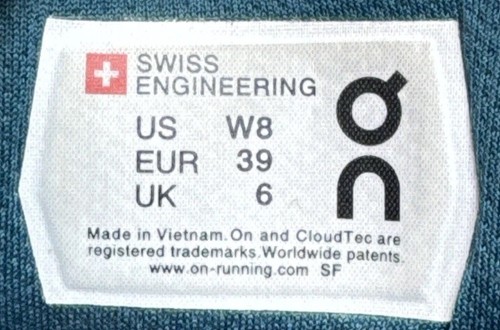 SWISS
ENGINEERING
US W8
EUR 39
UK 6
On
Made in Vietnam. On and CloudTec are
registered trademarks. Worldwide patents.
www.on-running.com SF